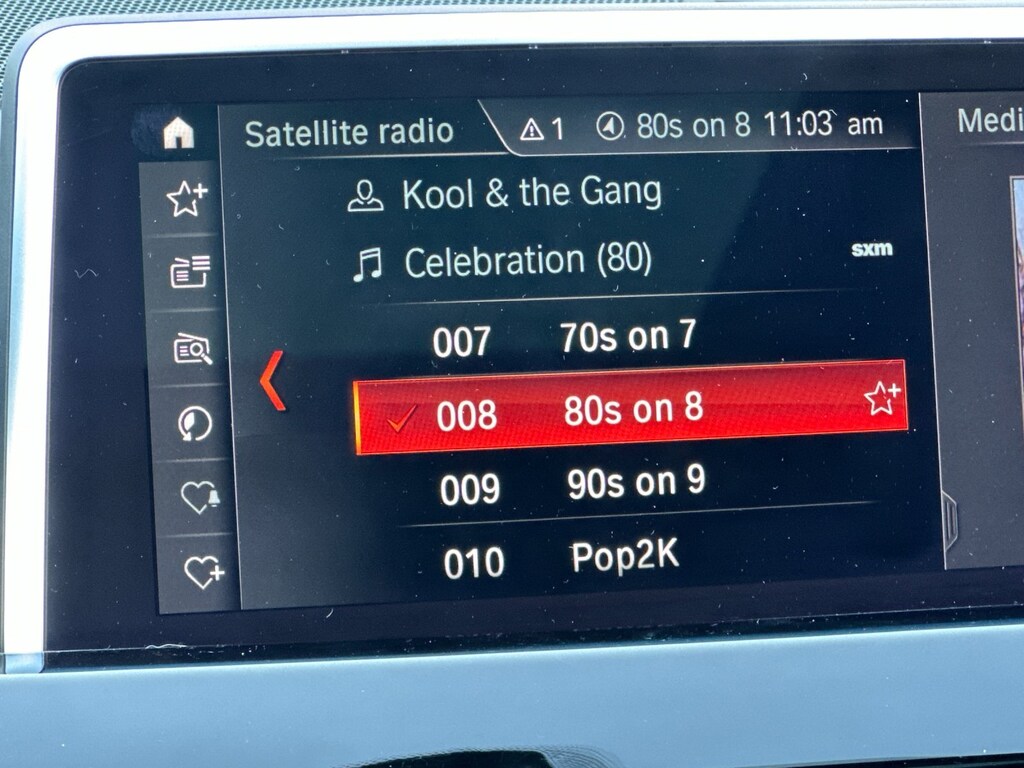 Satellite radio 1 80s on 8 11:03 am
Medi
Kool & the Gang
Celebration (80)
sxm
007 70s on 7
008 80s on 8
009 90s on 9
010 Pop2K